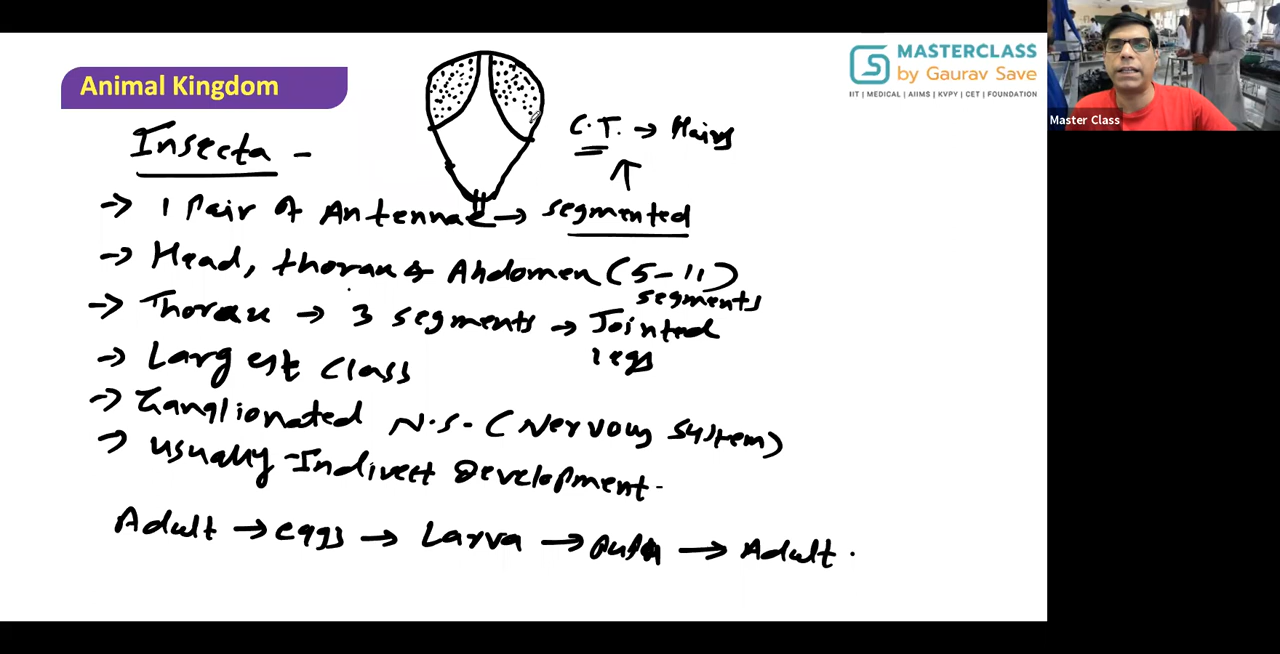 Animal Kingdom
MASTERCLASS
by Gaurav Save
IIT | MEDICAL | AIIMS | KVPY | CET | FOUNDATION
Master Class
Insecta -
C.T. → Hairs
→ 1 Pair of Antennae → segmented
→ Head, thorax & Abdomen (5-11) segments
→ Thorax → 3 segments → Jointed legs
→ Largest class
→ Ganglionated N.S- (Nervous system)
→ Usually Indirect Development.
Adult → eggs → Larva → Pupa → Adult.